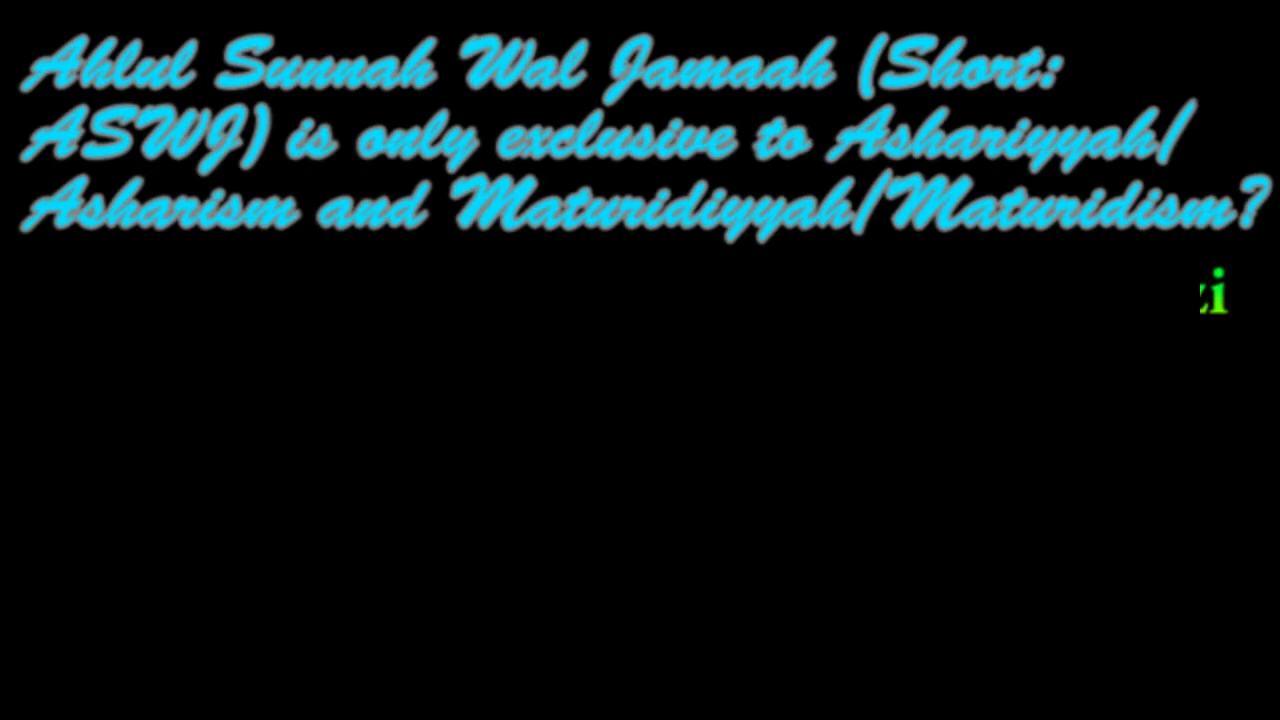 Ahlul Sunnah Wal Jamaah (Short:
ASWJ) is only exclusive to Ashariyyah/
Asharism and Maturidiyyah/Maturidism?